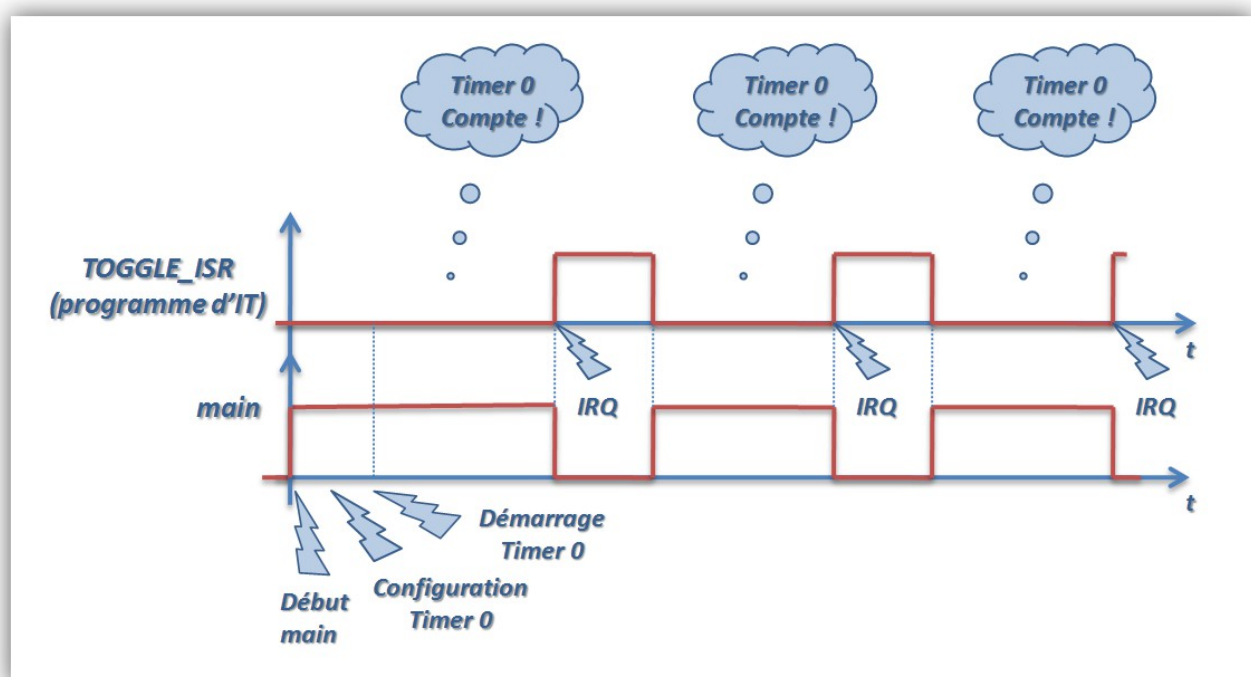 Timer 0
Compte !
Timer 0
Compte !
Timer 0
Compte !
TOGGLE_ISR
(programme d'IT)
t
main
IRQ
IRQ
IRQ
t
Démarrage
Timer 0
Configuration
Timer 0
Début
main